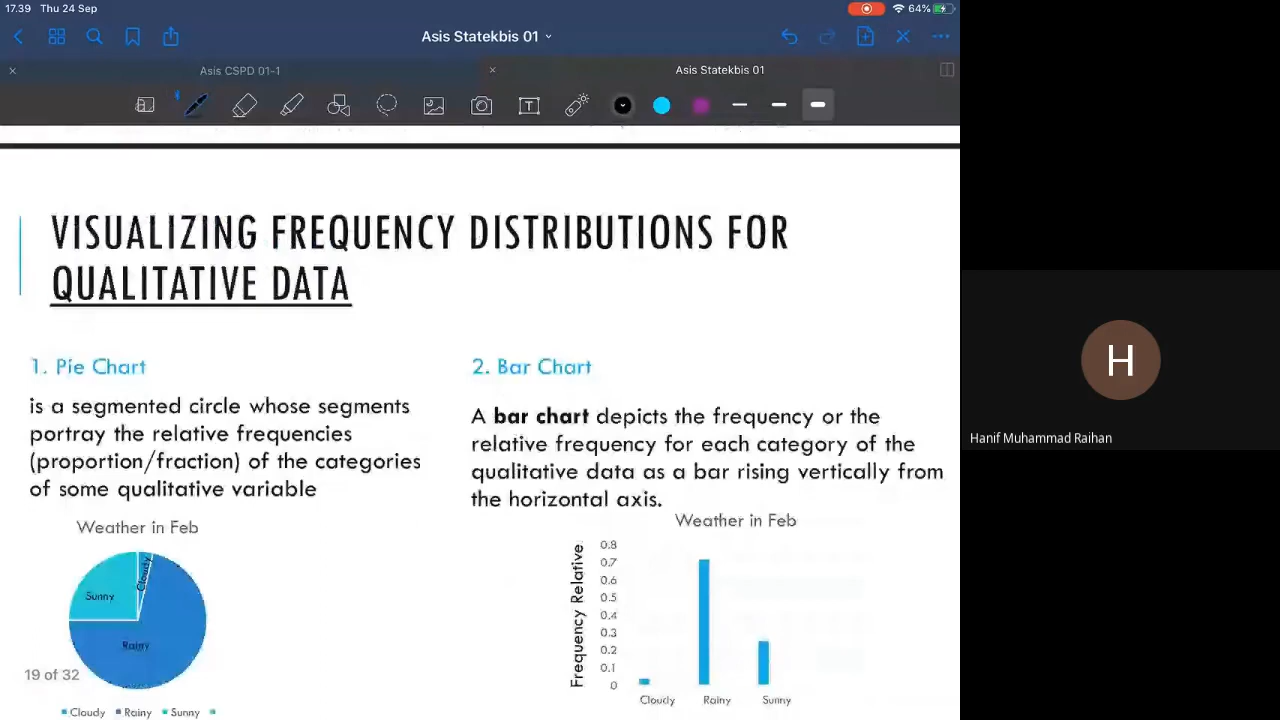 17.39 Thu 24 Sep
64%
Asis Statekbis 01
Asis CSPD 01-1
Asis Statekbis 01
T
VISUALIZING FREQUENCY DISTRIBUTIONS FOR
QUALITATIVE DATA
1. Pie Chart
is a segmented circle whose segments
portray the relative frequencies
(proportion/fraction) of the categories
of some qualitative variable
Weather in Feb
Cloudy
Sunny
Rainy
19 of 32
Cloudy Rainy Sunny
2. Bar Chart
A bar chart depicts the frequency or the
relative frequency for each category of the
qualitative data as a bar rising vertically from
the horizontal axis.
Weather in Feb
Frequency Relative
0.8
0.7
0.6
0.5
0.4
0.3
0.2
0.1
0
Cloudy Rainy Sunny
H
Hanif Muhammad Raihan